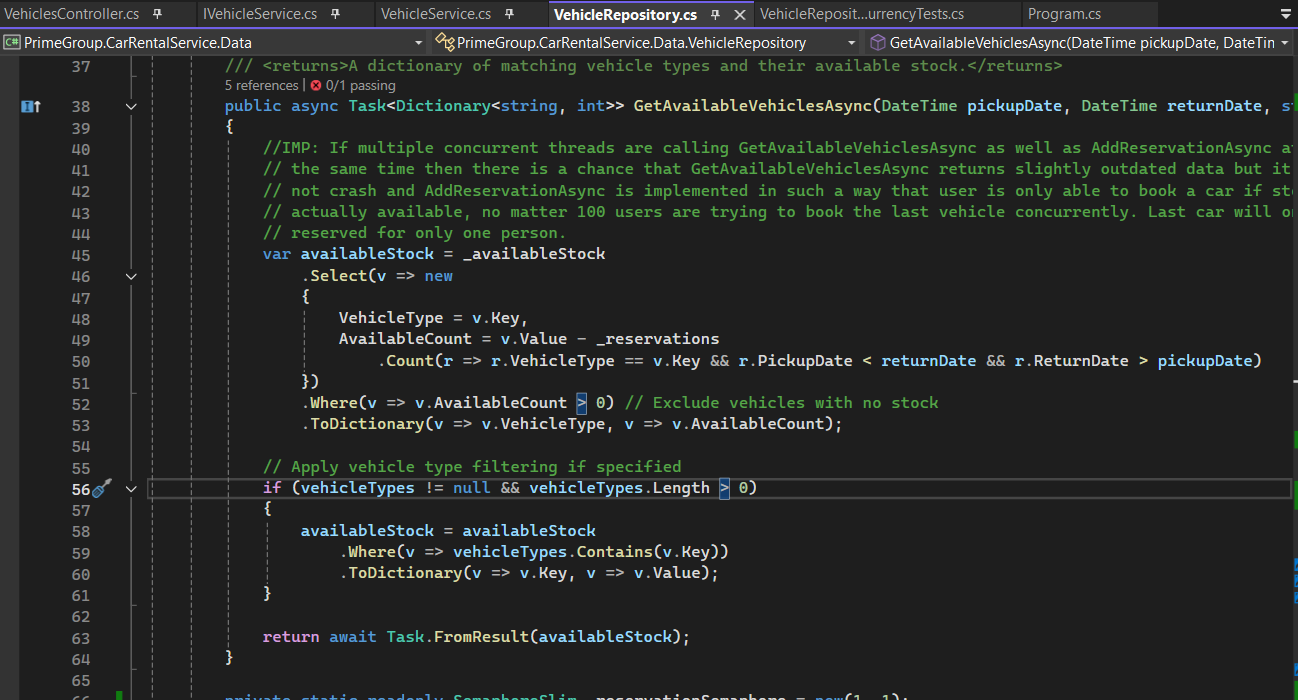 VehiclesController.cs IVehicleService.cs VehicleService.cs VehicleRepository.cs VehicleReposit...urrencyTests.cs Program.cs
C# PrimeGroup.CarRentalService.Data PrimeGroup.CarRentalService.Data.VehicleRepository GetAvailableVehiclesAsync(DateTime pickupDate, DateTim
37 /// <returns>A dictionary of matching vehicle types and their available stock.</returns>
5 references | 0/1 passing
38 public async Task<Dictionary<string, int>> GetAvailableVehiclesAsync(DateTime pickupDate, DateTime returnDate, s
39 {
40 //IMP: If multiple concurrent threads are calling GetAvailableVehiclesAsync as well as AddReservationAsync a
41 // the same time then there is a chance that GetAvailableVehiclesAsync returns slightly outdated data but it
42 // not crash and AddReservationAsync is implemented in such a way that user is only able to book a car if sto
43 // actually available, no matter 100 users are trying to book the last vehicle concurrently. Last car will o
44 // reserved for only one person.
45 var availableStock = _availableStock
46 .Select(v => new
47 {
48 VehicleType = v.Key,
49 AvailableCount = v.Value - _reservations
50 .Count(r => r.VehicleType == v.Key && r.PickupDate < returnDate && r.ReturnDate > pickupDate)
51 })
52 .Where(v => v.AvailableCount > 0) // Exclude vehicles with no stock
53 .ToDictionary(v => v.VehicleType, v => v.AvailableCount);
54
55 // Apply vehicle type filtering if specified
56 if (vehicleTypes != null && vehicleTypes.Length > 0)
57 {
58 availableStock = availableStock
59 .Where(v => vehicleTypes.Contains(v.Key))
60 .ToDictionary(v => v.Key, v => v.Value);
61 }
62
63 return await Task.FromResult(availableStock);
64 }
65
66 private static readonly SemaphoreSlim _reservationSemaphore = new(1, 1);